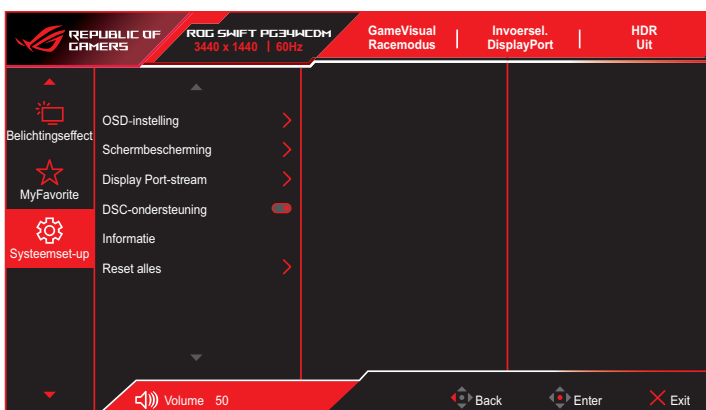 REPUBLIC OF
GAMERS
ROG SWIFT PG34WCDM
3440 x 1440 | 60Hz
GameVisual
Racemodus
Invoersel.
DisplayPort
HDR
Uit
Belichtingseffect
MyFavorite
Systeemset-up
OSD-instelling
Schermbescherming
Display Port-stream
DSC-ondersteuning
Informatie
Reset alles
Volume 50
Back
Enter
Exit